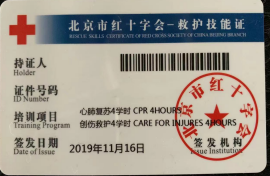 北京市红十字会-救护技能证
RESCUE SKILLS CERTIFICATE OF RED CROSS SOCIETY OF CHINA BEIJING BRANCH
持证人
Holder
证件号码
ID Number
培训项目
Training Program
心肺复苏4学时 CPR 4HOURS
创伤救护4学时 CARE FOR INJURES 4HOURS
签发日期
Date of Issue
2019年11月16日
签发机构
Issue Institution
北京市红十字会